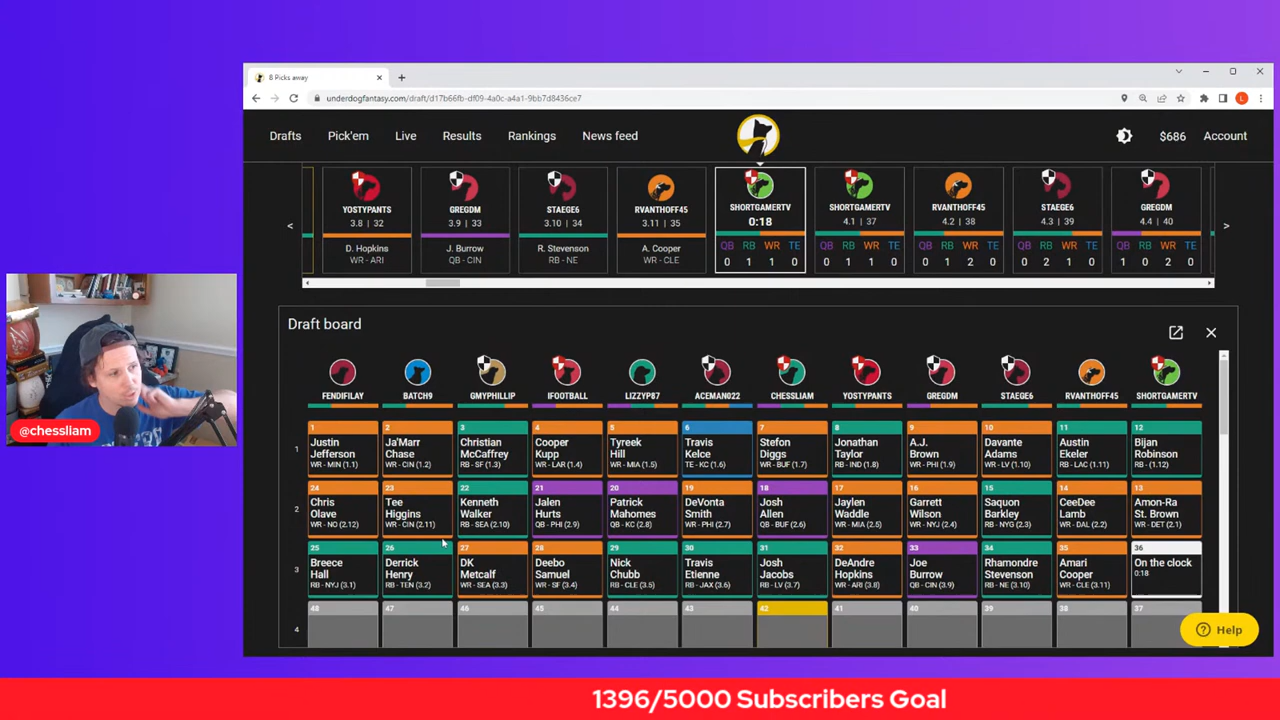 8 Picks away
underdogfantasy.com/draft/d17b66fb-df09-4a0c-a4a1-9bb7d8436ce7
L
Drafts Pick'em Live Results Rankings News feed $686 Account
YOSTYPANTS GREGDM STAEGE6 RVANTHOFF45 SHORTGAMERTV SHORTGAMERTV RVANTHOFF45 STAEGE6 GREGDM
3.8 | 32 3.9 | 33 3.10 | 34 3.11 | 35 0:18 4.1 | 37 4.2 | 38 4.3 | 39 4.4 | 40
D. Hopkins J. Burrow R. Stevenson A. Cooper QB RB WR TE QB RB WR TE QB RB WR TE QB RB WR TE QB RB WR TE
WR - ARI QB - CIN RB - NE WR - CLE 0 1 1 0 0 1 1 0 0 1 2 0 0 2 1 0 1 0 2 0
Draft board
FENDIFILAY BATCH9 GMYPHILLIP IFOOTBALL LIZZYP87 ACEMAN022 CHESSLIAM YOSTYPANTS GREGDM STAEGE6 RVANTHOFF45 SHORTGAMERTV
1 2 3 4 5 6 7 8 9 10 11 12
1 Justin Ja'Marr Christian Cooper Tyreek Travis Stefon Jonathan A.J. Davante Austin Bijan
Jefferson Chase McCaffrey Kupp Hill Kelce Diggs Taylor Brown Adams Ekeler Robinson
WR - MIN (1.1) WR - CIN (1.2) RB - SF (1.3) WR - LAR (1.4) WR - MIA (1.5) TE - KC (1.6) WR - BUF (1.7) RB - IND (1.8) WR - PHI (1.9) WR - LV (1.10) RB - LAC (1.11) RB - (1.12)
24 23 22 21 20 19 18 17 16 15 14 13
2 Chris Tee Kenneth Jalen Patrick DeVonta Josh Jaylen Garrett Saquon CeeDee Amon-Ra
Olave Higgins Walker Hurts Mahomes Smith Allen Waddle Wilson Barkley Lamb St. Brown
WR - NO (2.12) WR - CIN (2.11) RB - SEA (2.10) QB - PHI (2.9) QB - KC (2.8) WR - PHI (2.7) QB - BUF (2.6) WR - MIA (2.5) WR - NYJ (2.4) RB - NYG (2.3) WR - DAL (2.2) WR - DET (2.1)
25 26 27 28 29 30 31 32 33 34 35 36
3 Breece Derrick DK Deebo Nick Travis Josh DeAndre Joe Rhamondre Amari On the clock
Hall Henry Metcalf Samuel Chubb Etienne Jacobs Hopkins Burrow Stevenson Cooper 0:18
RB - NYJ (3.1) RB - TEN (3.2) WR - SEA (3.3) WR - SF (3.4) RB - CLE (3.5) RB - JAX (3.6) RB - LV (3.7) WR - ARI (3.8) QB - CIN (3.9) RB - NE (3.10) WR - CLE (3.11)
48 47 46 45 44 43 42 41 40 39 38 37
4
Help
@chessliam
1396/5000 Subscribers Goal